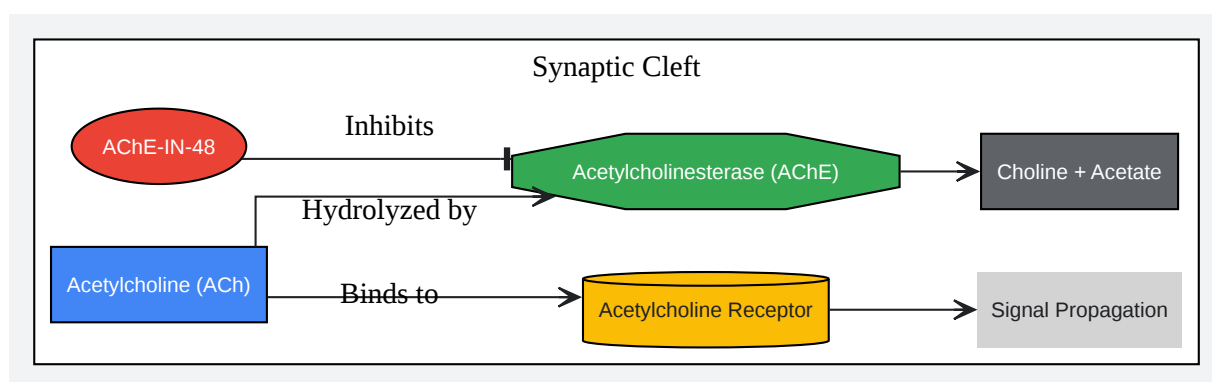 Synaptic Cleft
AChE-IN-48
Inhibits
Acetylcholinesterase (AChE)
Choline + Acetate
Hydrolyzed by
Acetylcholine (ACh)
Binds to
Acetylcholine Receptor
Signal Propagation